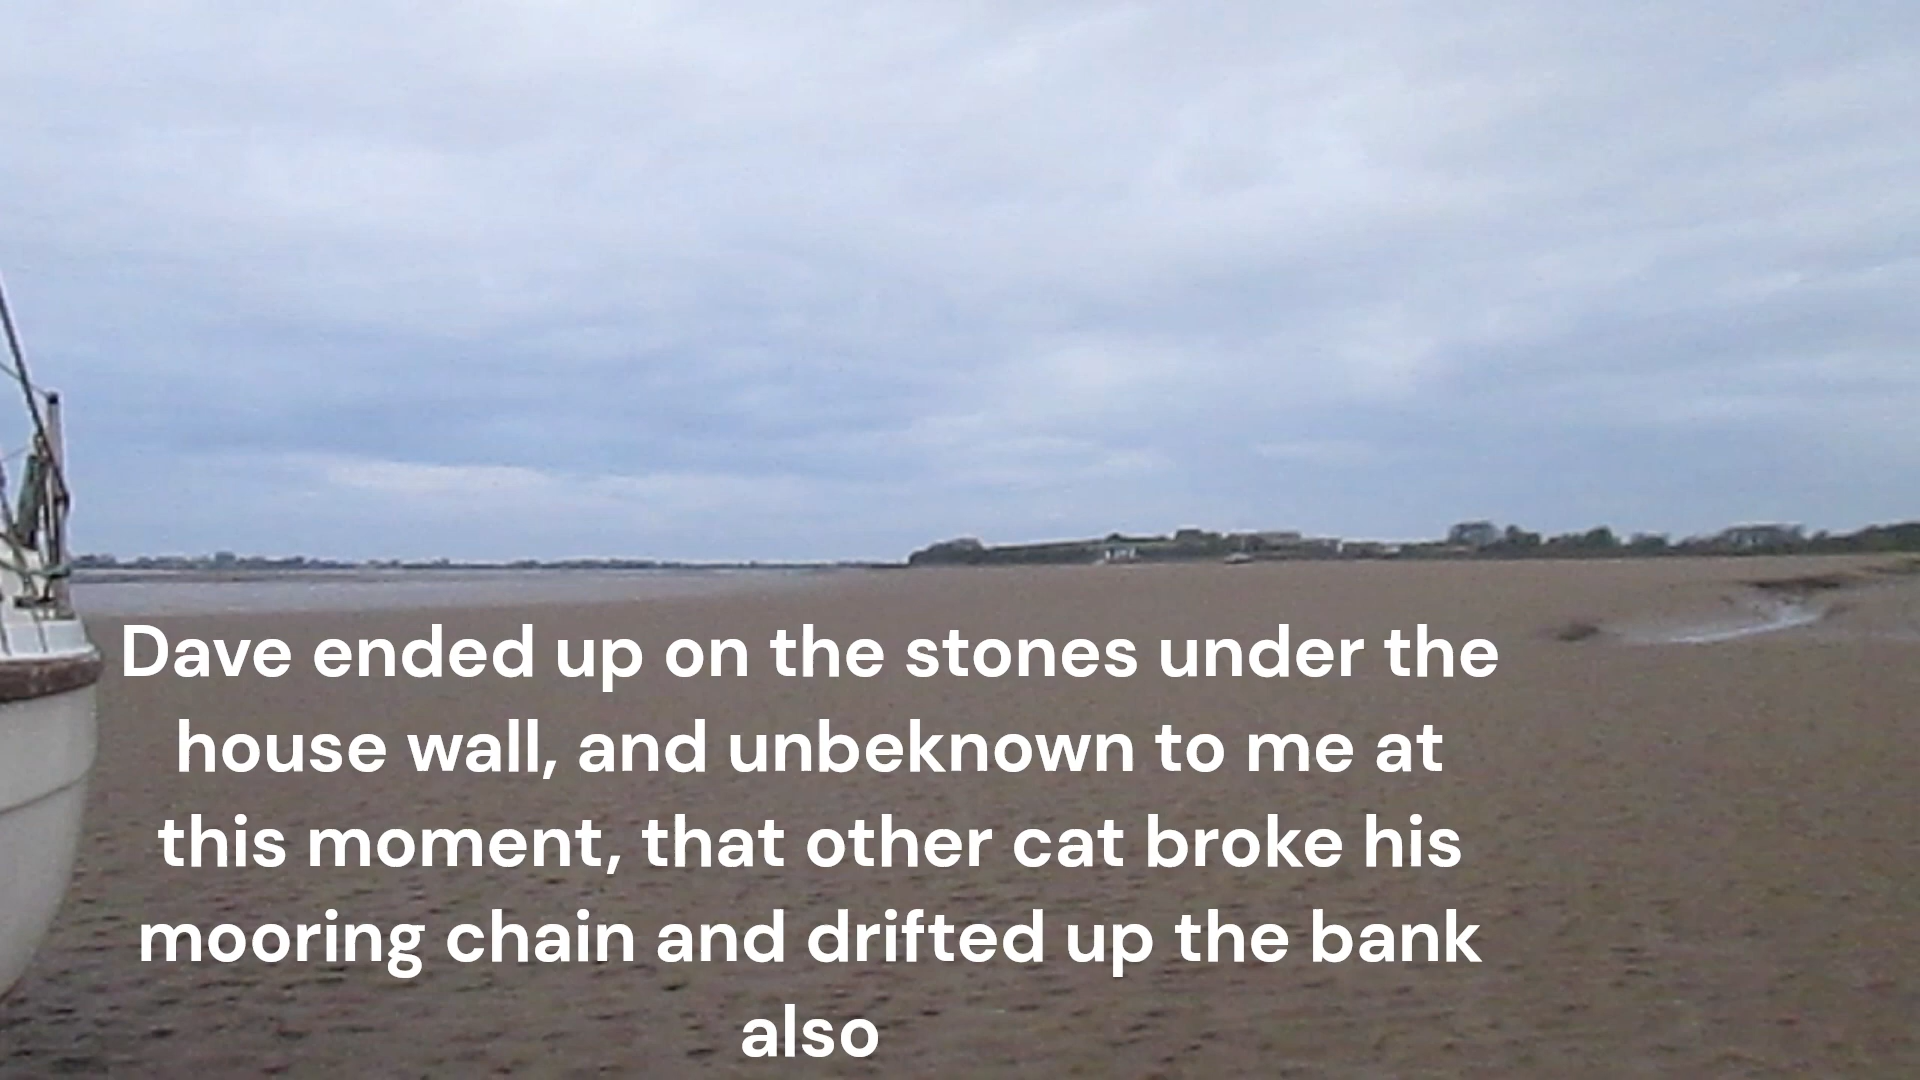 Dave ended up on the stones under the
house wall, and unbeknown to me at
this moment, that other cat broke his
mooring chain and drifted up the bank
also